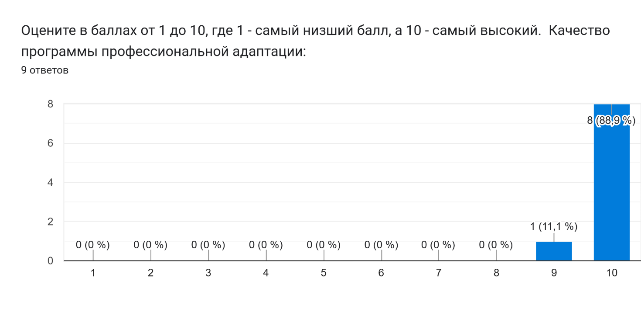 Оцените в баллах от 1 до 10, где 1 - самый низший балл, а 10 - самый высокий. Качество
программы профессиональной адаптации:
9 ответов
8
8 (88,9 %)
6
4
2
1 (11,1 %)
0 (0 %) 0 (0 %) 0 (0 %) 0 (0 %) 0 (0 %) 0 (0 %) 0 (0 %) 0 (0 %)
0
1 2 3 4 5 6 7 8 9 10